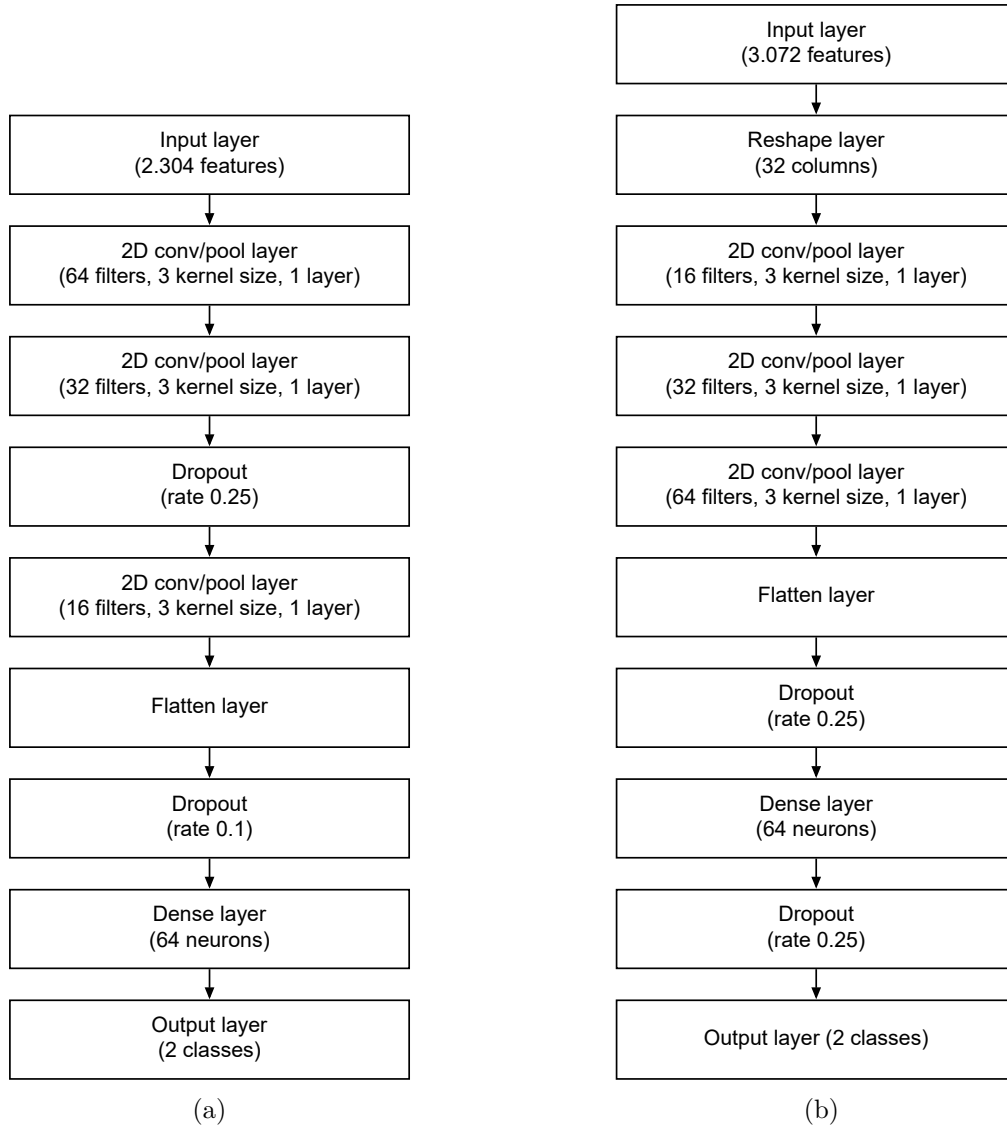 Input layer
(2.304 features)
2D conv/pool layer
(64 filters, 3 kernel size, 1 layer)
2D conv/pool layer
(32 filters, 3 kernel size, 1 layer)
Dropout
(rate 0.25)
2D conv/pool layer
(16 filters, 3 kernel size, 1 layer)
Flatten layer
Dropout
(rate 0.1)
Dense layer
(64 neurons)
Output layer
(2 classes)
(a)
Input layer
(3.072 features)
Reshape layer
(32 columns)
2D conv/pool layer
(16 filters, 3 kernel size, 1 layer)
2D conv/pool layer
(32 filters, 3 kernel size, 1 layer)
2D conv/pool layer
(64 filters, 3 kernel size, 1 layer)
Flatten layer
Dropout
(rate 0.25)
Dense layer
(64 neurons)
Dropout
(rate 0.25)
Output layer (2 classes)
(b)